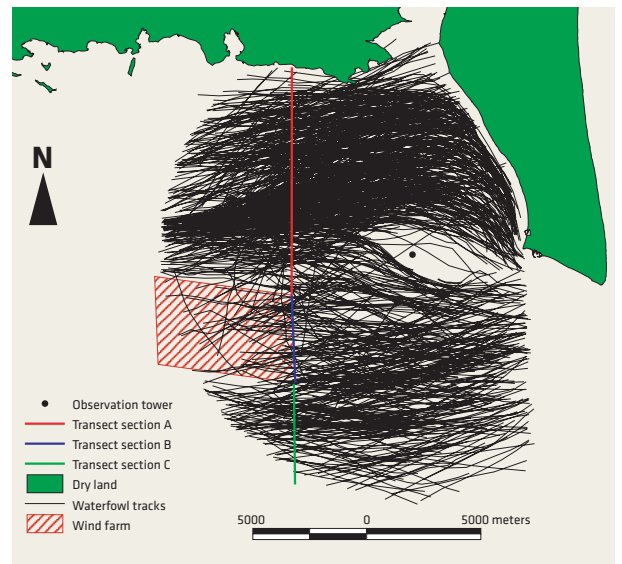 N
Observation tower
Transect section A
Transect section B
Transect section C
Dry land
Waterfowl tracks
Wind farm
5000 0 5000 meters